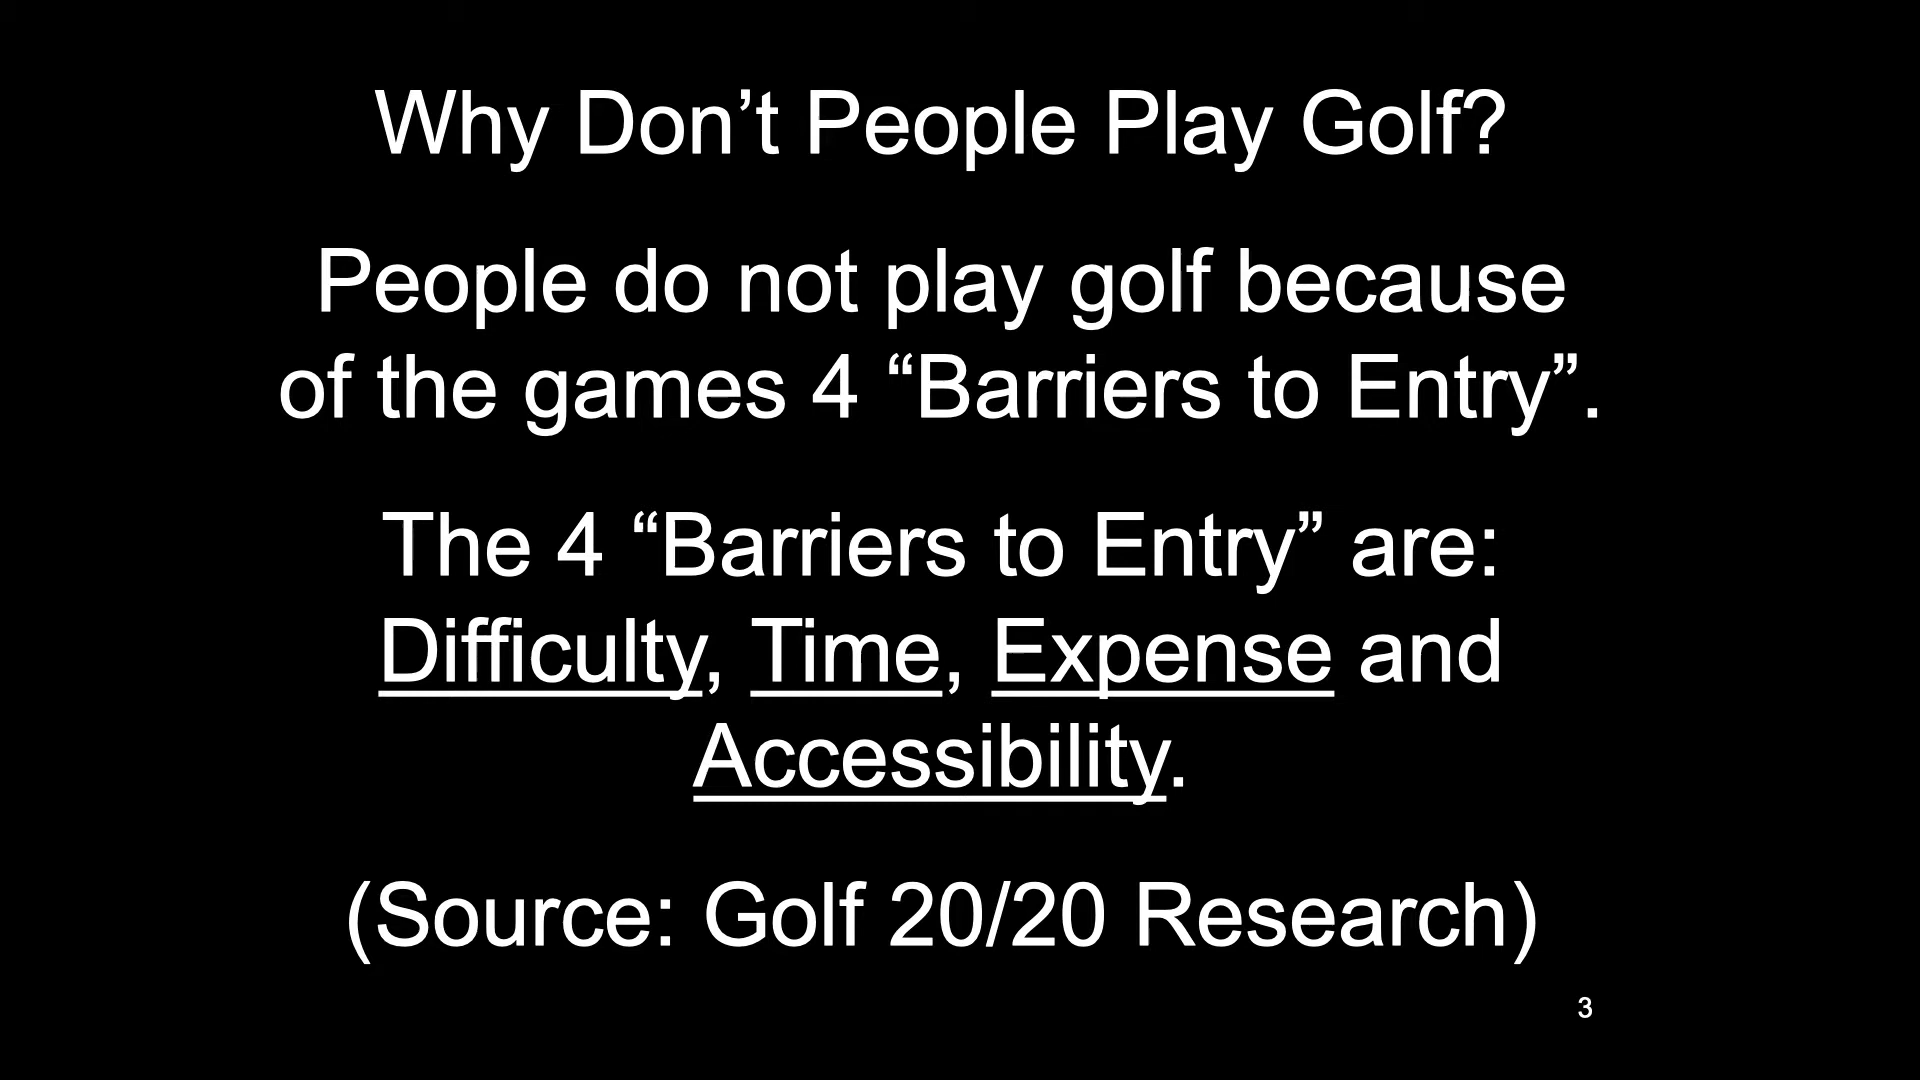 Why Don’t People Play Golf?
People do not play golf because
of the games 4 “Barriers to Entry”.
The 4 “Barriers to Entry” are:
Difficulty, Time, Expense and
Accessibility.
(Source: Golf 20/20 Research)
3